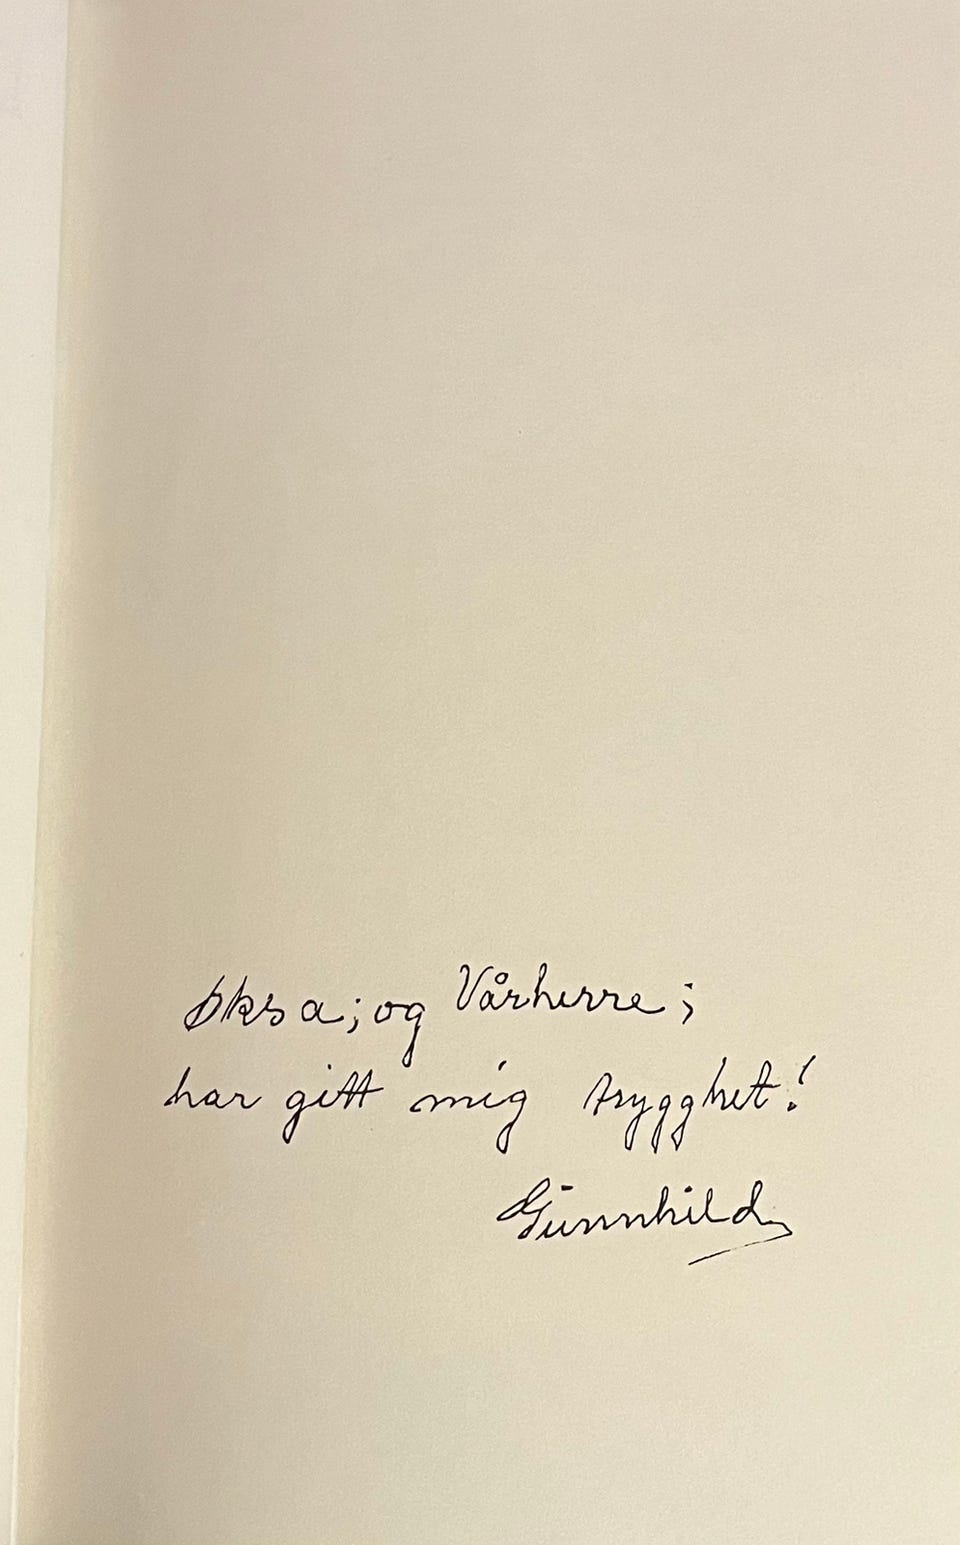 Øksa; og Vårherre;
har gitt mig trygghet!
Gunnhild